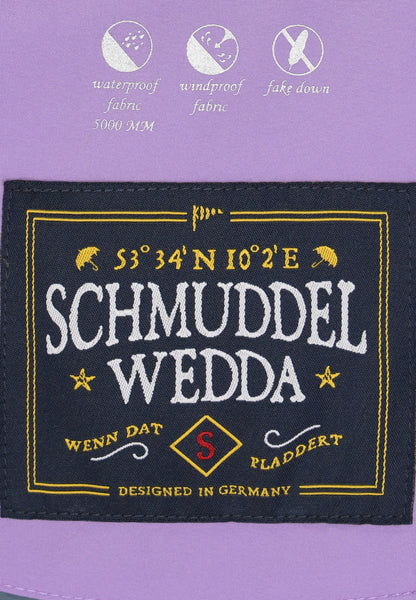 waterproof
fabric
5000 MM
windproof
fabric
fake down
53° 34' N 10° 2' E
SCHMUDDEL
WEDDA
WENN DAT
S
PLADDERT
DESIGNED IN GERMANY